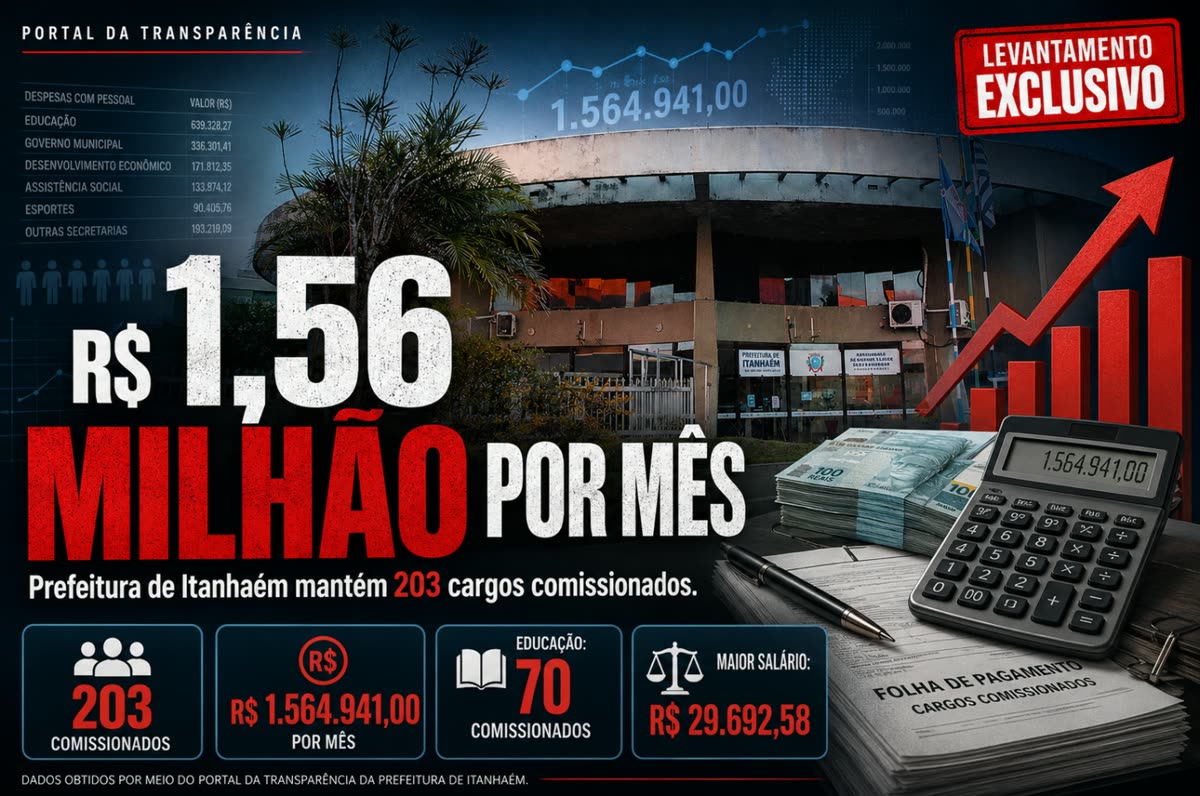 PORTAL DA TRANSPARÊNCIA
LEVANTAMENTO
EXCLUSIVO
DESPESAS COM PESSOAL VALOR (R$)
EDUCAÇÃO 639.328,27
GOVERNO MUNICIPAL 336.301,41
DESENVOLVIMENTO ECONÔMICO 171.812,35
ASSISTÊNCIA SOCIAL 133.874,12
ESPORTES 90.405,76
OUTRAS SECRETARIAS 193.219,09
1.564.941,00
2.000.000
1.500.000
1.000.000
R$ 1,56
MILHÃO POR MÊS
PREFEITURA DE
ITANHAÉM
Prefeitura de Itanhaém mantém 203 cargos comissionados.
203
COMISSIONADOS
R$
R$ 1.564.941,00
POR MÊS
EDUCAÇÃO:
70
COMISSIONADOS
MAIOR SALÁRIO:
R$ 29.692,58
100
REAIS
1.564.941,00
FOLHA DE PAGAMENTO
CARGOS COMISSIONADOS
DADOS OBTIDOS POR MEIO DO PORTAL DA TRANSPARÊNCIA DA PREFEITURA DE ITANHAÉM.